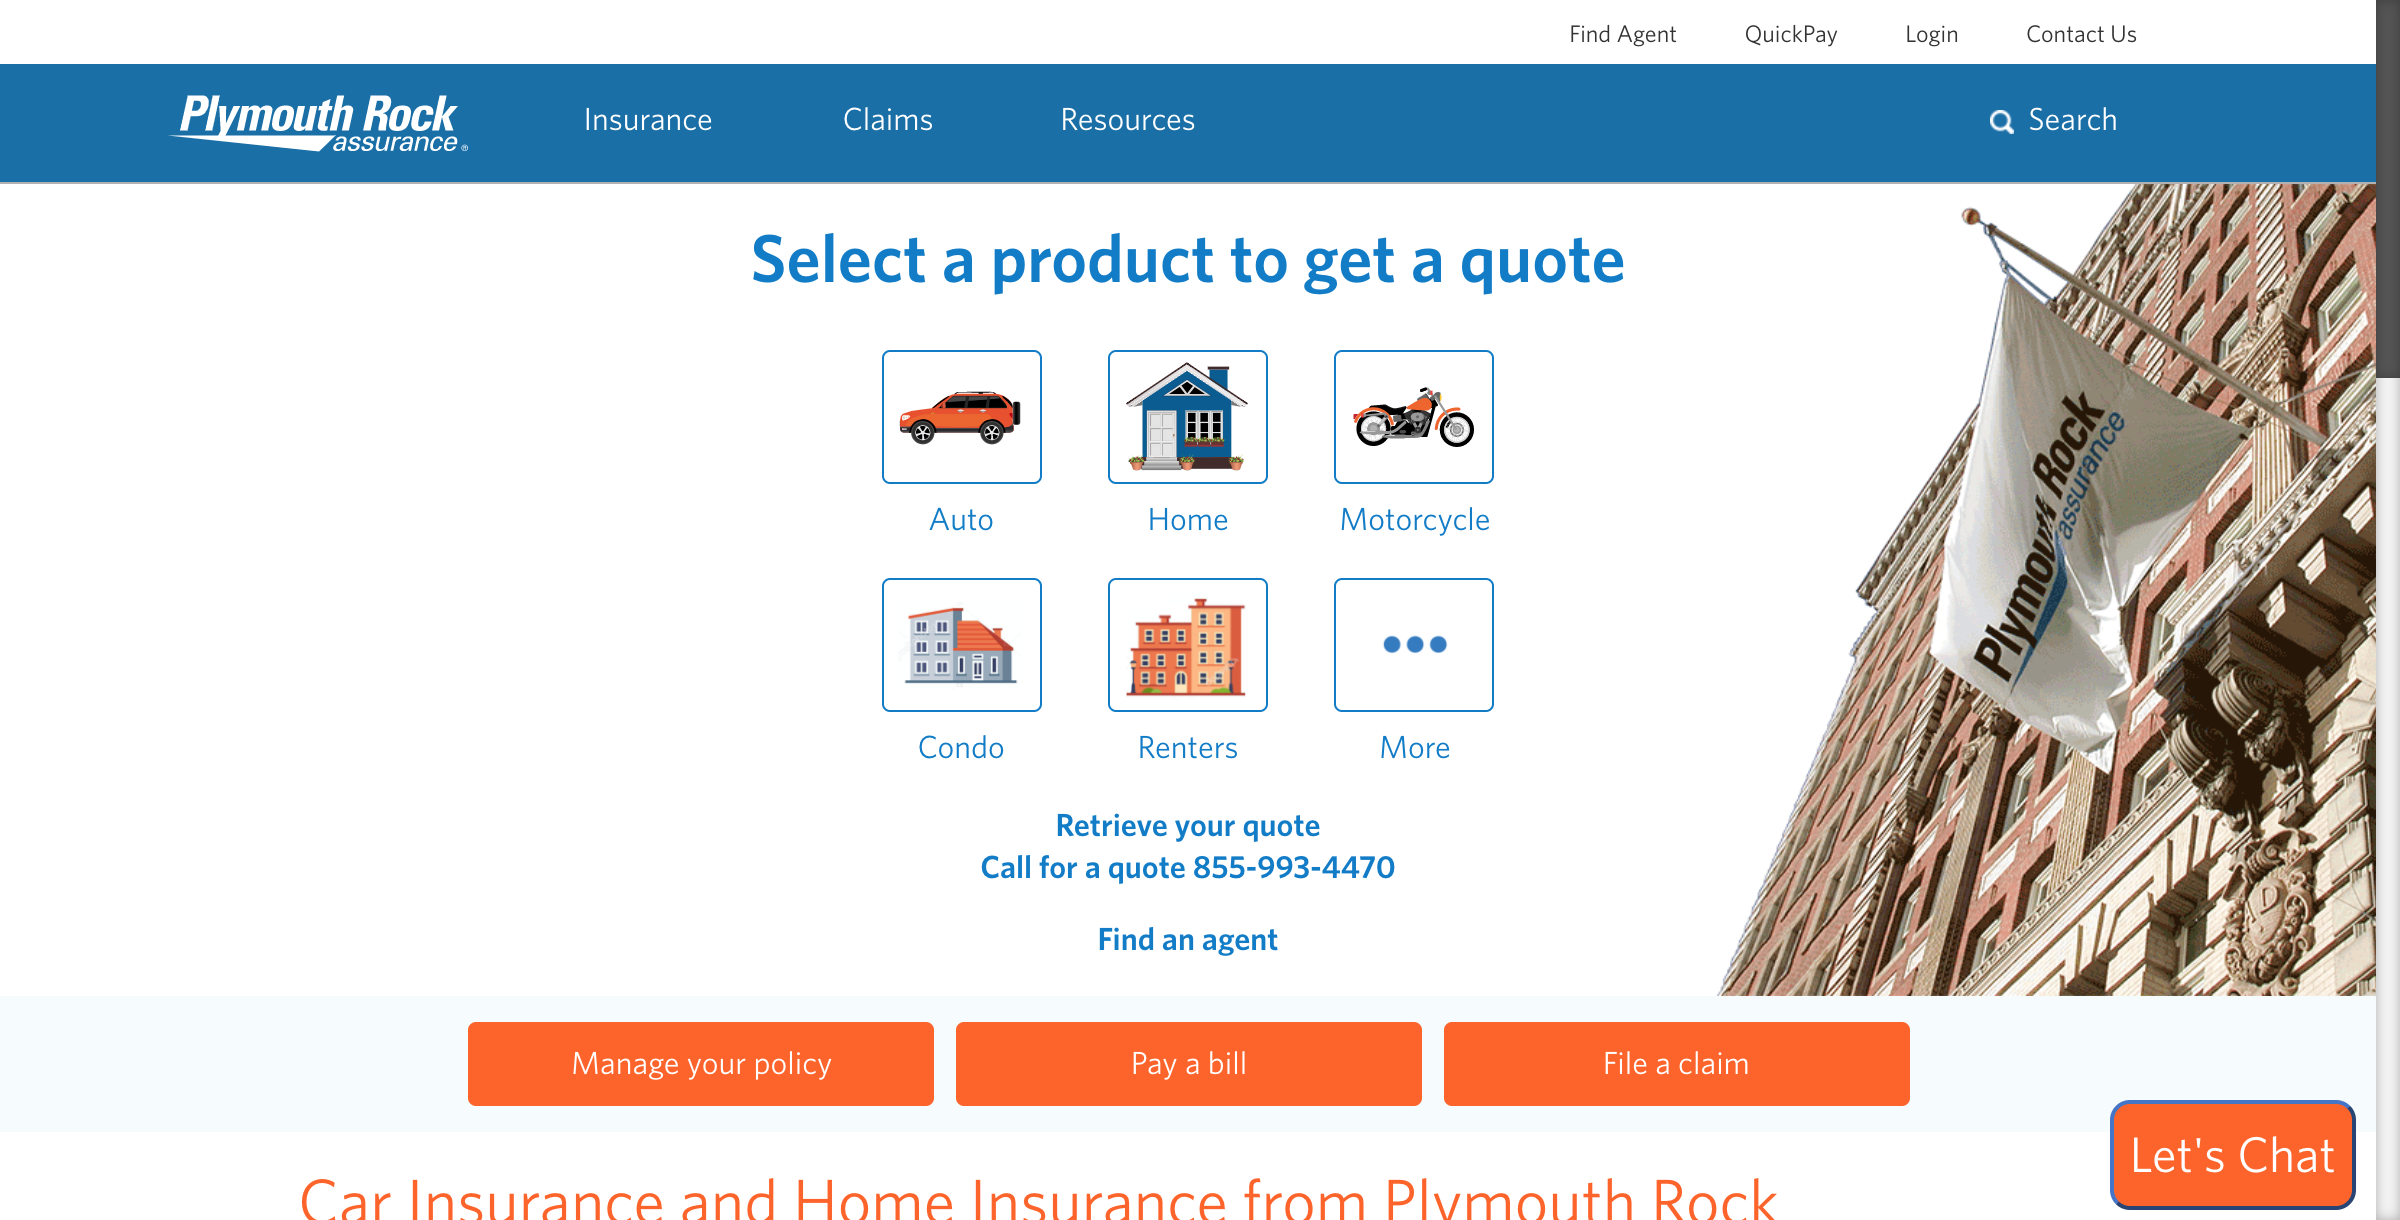 Find Agent QuickPay Login Contact Us
Plymouth Rock
assurance®
Insurance Claims Resources Search
Select a product to get a quote
Plymouth Rock
assurance
Auto Home Motorcycle
Condo Renters More
Retrieve your quote
Call for a quote 855-993-4470
Find an agent
Manage your policy Pay a bill File a claim
Let's Chat
Car Insurance and Home Insurance from Plymouth Rock